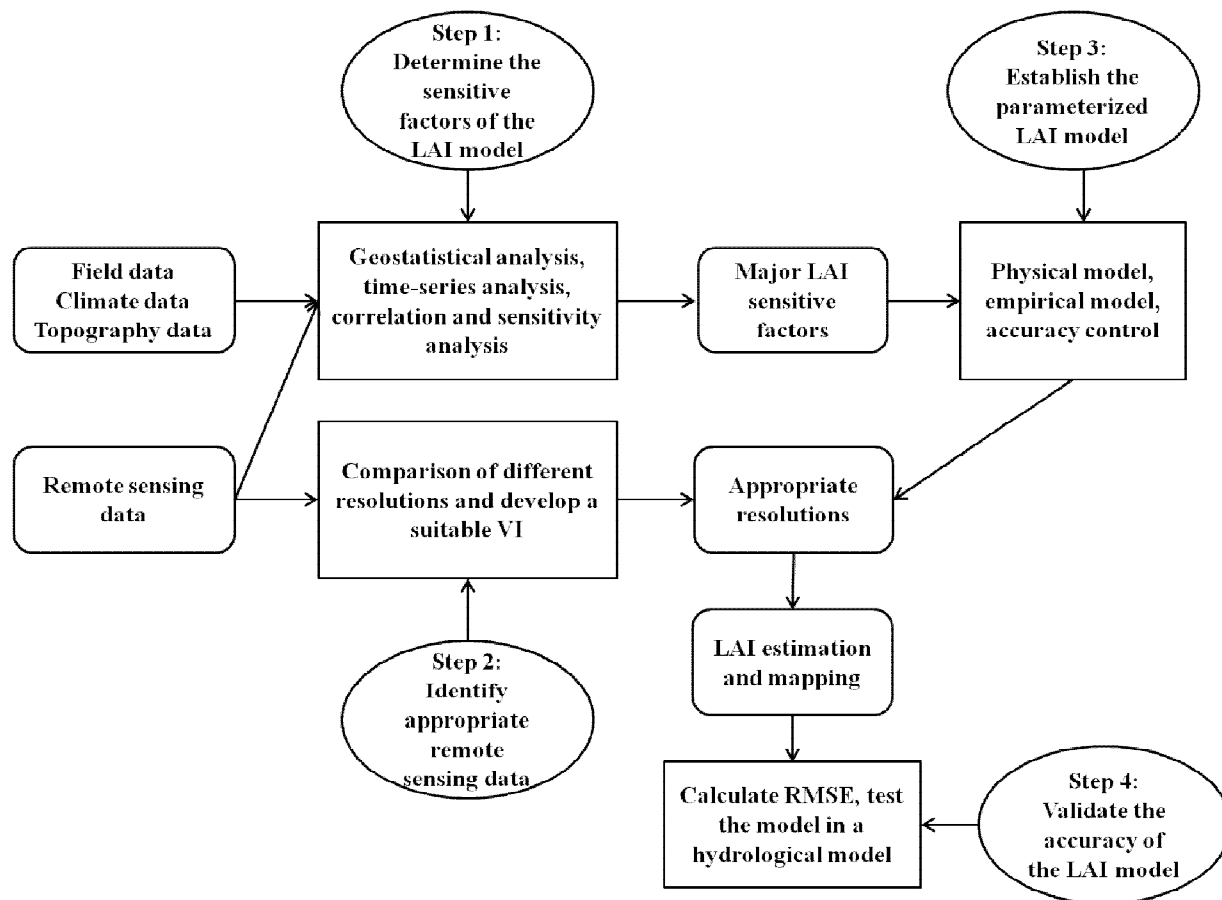 Step 1:
Determine the
sensitive
factors of the
LAI model
Step 3:
Establish the
parameterized
LAI model
Field data
Climate data
Topography data
Geostatistical analysis,
time-series analysis,
correlation and sensitivity
analysis
Major LAI
sensitive
factors
Physical model,
empirical model,
accuracy control
Remote sensing
data
Comparison of different
resolutions and develop a
suitable VI
Appropriate
resolutions
Step 2:
Identify
appropriate
remote
sensing data
LAI estimation
and mapping
Calculate RMSE, test
the model in a
hydrological model
Step 4:
Validate the
accuracy of
the LAI model